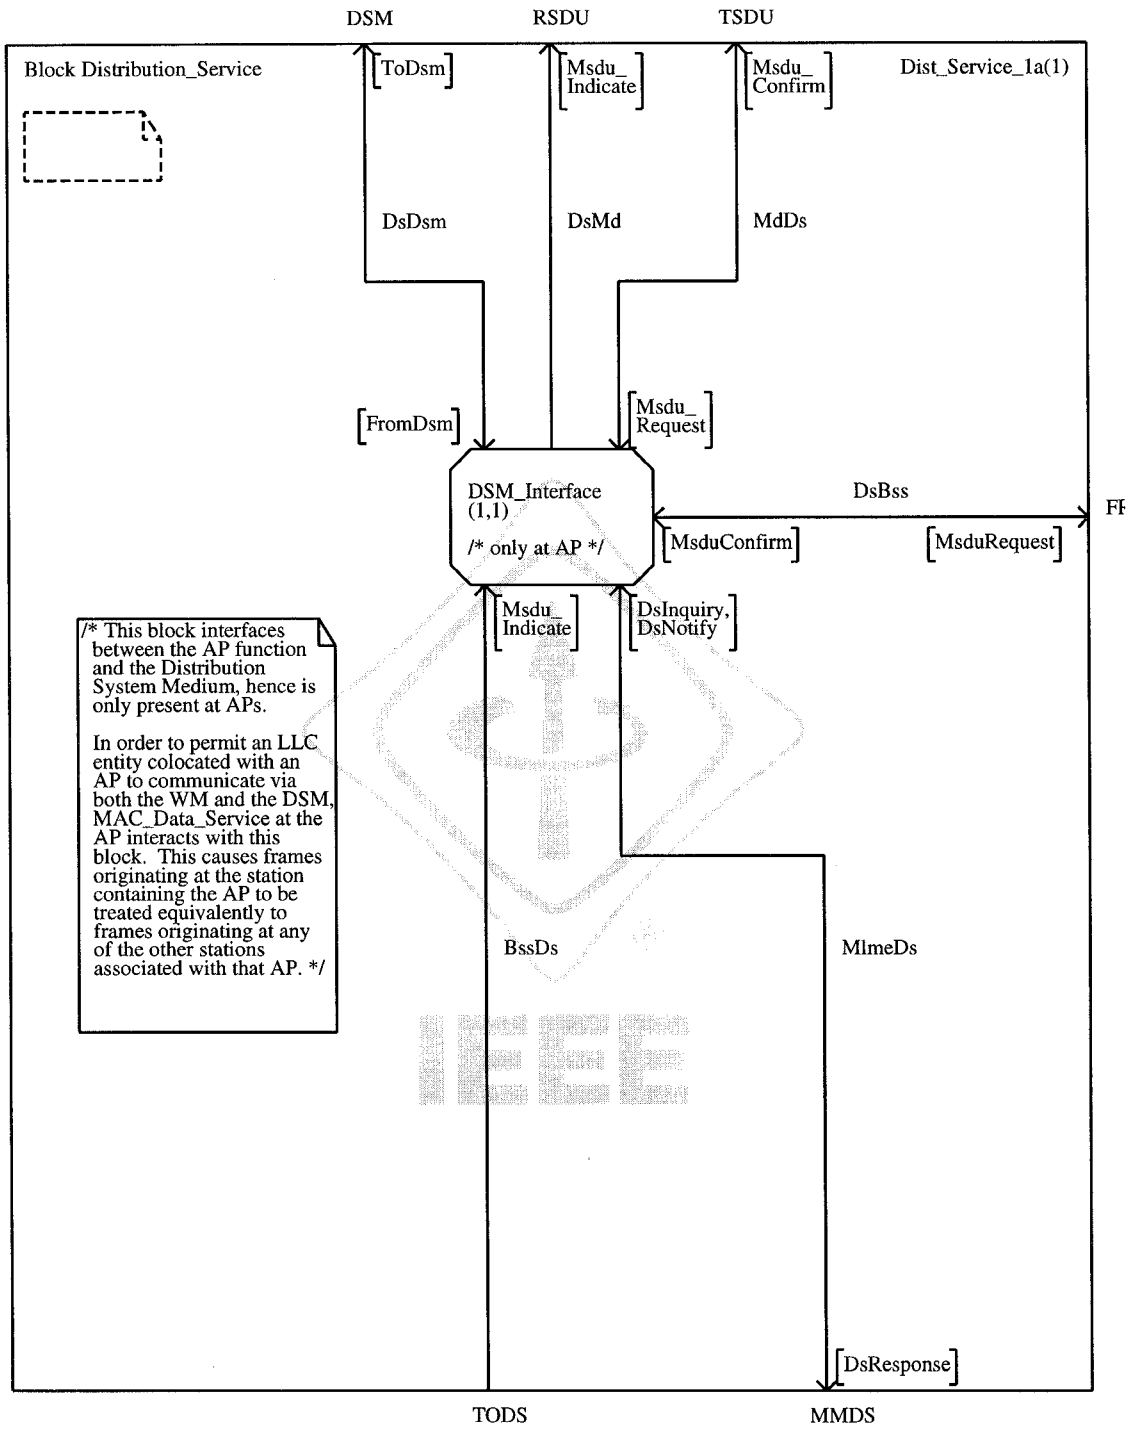 DSM RSDU TSDU
Block Distribution_Service
ToDsm
Msdu_
Indicate
Msdu_
Confirm
Dist_Service_1a(1)
DsDsm
DsMd
MdDs
FromDsm
Msdu_
Request
DSM_Interface
(1,1)
/* only at AP */
DsBss
MsduConfirm
MsduRequest
Msdu_
Indicate
DsInquiry,
DsNotify
/* This block interfaces
between the AP function
and the Distribution
System Medium, hence is
only present at APs.
In order to permit an LLC
entity colocated with an
AP to communicate via
both the WM and the DSM,
MAC_Data_Service at the
AP interacts with this
block. This causes frames
originating at the station
containing the AP to be
treated equivalently to
frames originating at any
of the other stations
associated with that AP. */
BssDs
MlmeDs
IEEE
DsResponse
TODS
MMDS